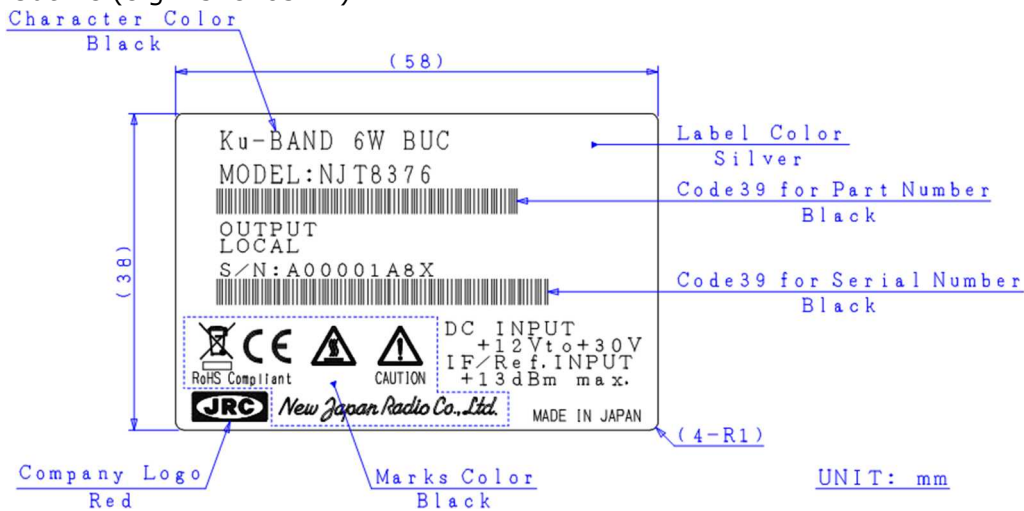 Character Color
Black
(58)
Ku-BAND 6W BUC
Label Color
Silver
MODEL:NJT8376
Code39 for Part Number
Black
OUTPUT
LOCAL
(38)
S/N:A00001A8X
Code39 for Serial Number
Black
DC INPUT
+12Vto+30V
IF/Ref.INPUT
+13dBm max.
CE
RoHS Compliant
CAUTION
JRC
New Japan Radio Co.,Ltd.
MADE IN JAPAN
(4-R1)
Company Logo
Red
Marks Color
Black
UNIT: mm